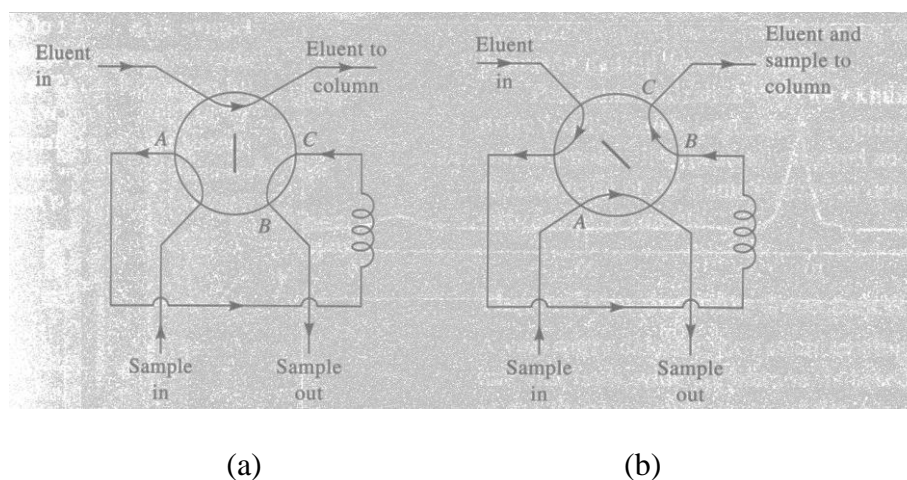 Eluent
in
Eluent to
column
A
C
B
Sample
in
Sample
out
Eluent
in
Eluent and
sample to
column
C
B
A
Sample
in
Sample
out
(a)
(b)